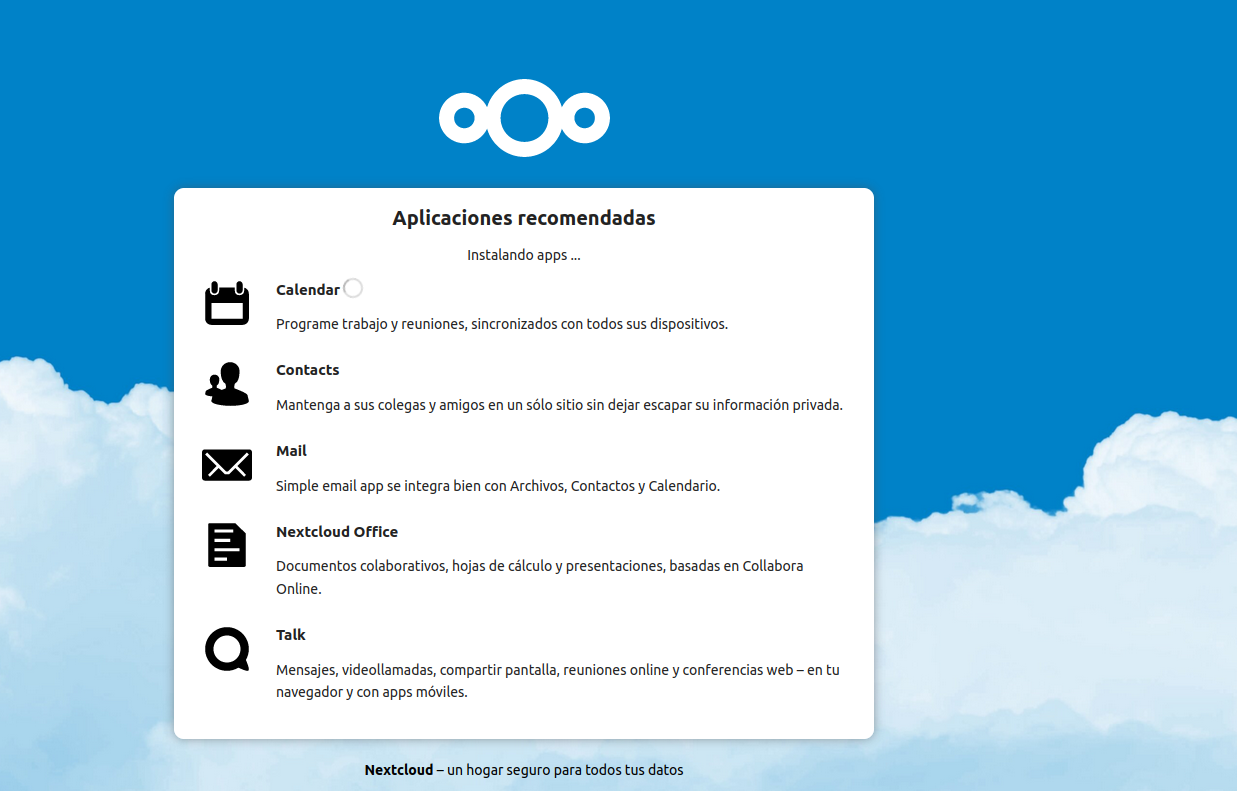 Aplicaciones recomendadas
Instalando apps ...
Calendar
Programe trabajo y reuniones, sincronizados con todos sus dispositivos.
Contacts
Mantenga a sus colegas y amigos en un sólo sitio sin dejar escapar su información privada.
Mail
Simple email app se integra bien con Archivos, Contactos y Calendario.
Nextcloud Office
Documentos colaborativos, hojas de cálculo y presentaciones, basadas en Collabora
Online.
Talk
Mensajes, videollamadas, compartir pantalla, reuniones online y conferencias web – en tu
navegador y con apps móviles.
Nextcloud – un hogar seguro para todos tus datos